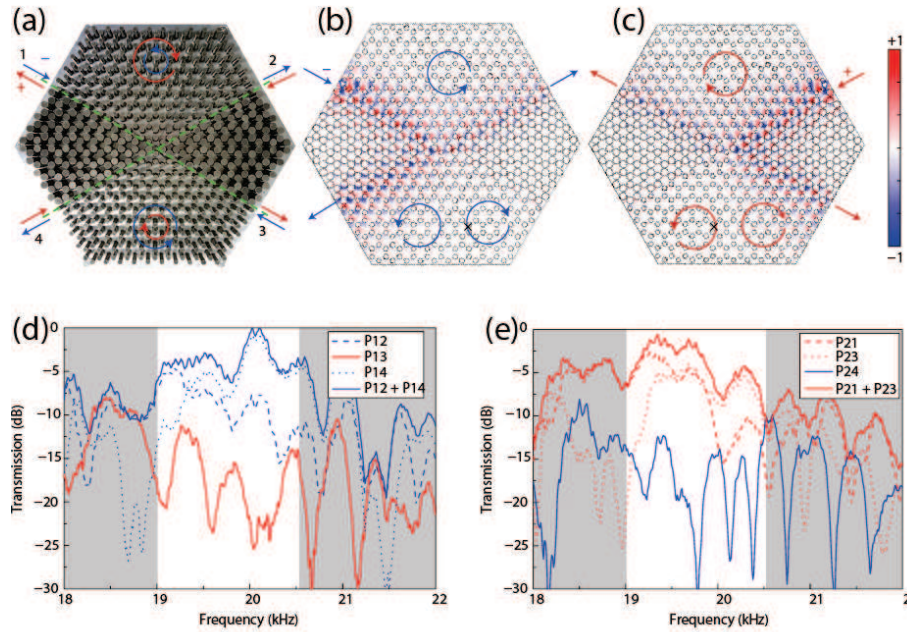 (a)
(b)
(c)
1
−
+
2
3
4
−
+
+1
−1
(d)
0
−5
−10
−15
−20
−25
−30
Transmission (dB)
P12
P13
P14
P12 + P14
18
19
20
21
22
Frequency (kHz)
(e)
0
−5
−10
−15
−20
−25
−30
Transmission (dB)
P21
P23
P24
P21 + P23
18
19
20
21
22
Frequency (kHz)